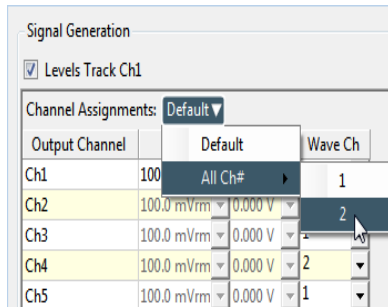 Signal Generation
Levels Track Ch1
Channel Assignments: Default
Output Channel Default Wave Ch
Ch1 100 All Ch# 1
Ch2 100.0 mVrm 0.000 V 2
Ch3 100.0 mVrm 0.000 V 1
Ch4 100.0 mVrm 0.000 V 2
Ch5 100.0 mVrm 0.000 V 1